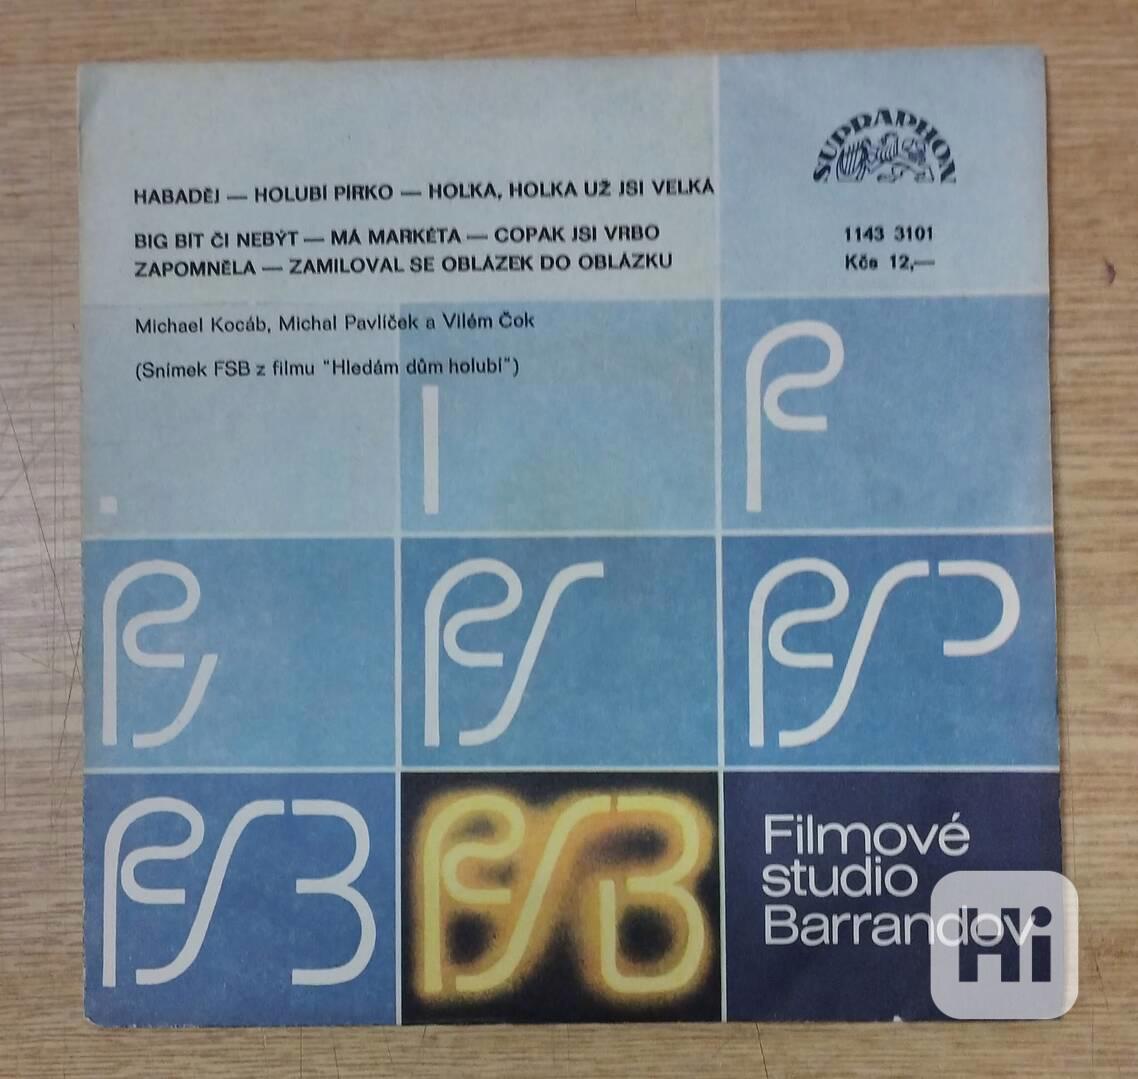 SUPRAPHON
HABADĚJ — HOLUBÍ PÍRKO — HOLKA, HOLKA UŽ JSI VELKÁ
BIG BIT ČI NEBÝT — MÁ MARKÉTA — COPAK JSI VRBO
ZAPOMNĚLA — ZAMILOVAL SE OBLÁZEK DO OBLÁZKU
1143 3101
Kčs 12,—
Michael Kocáb, Michal Pavlíček a Vilém Čok
(Snímek FSB z filmu "Hledám dům holubí")
FSB
FSB
Filmové
studio
Barrandov
Hi